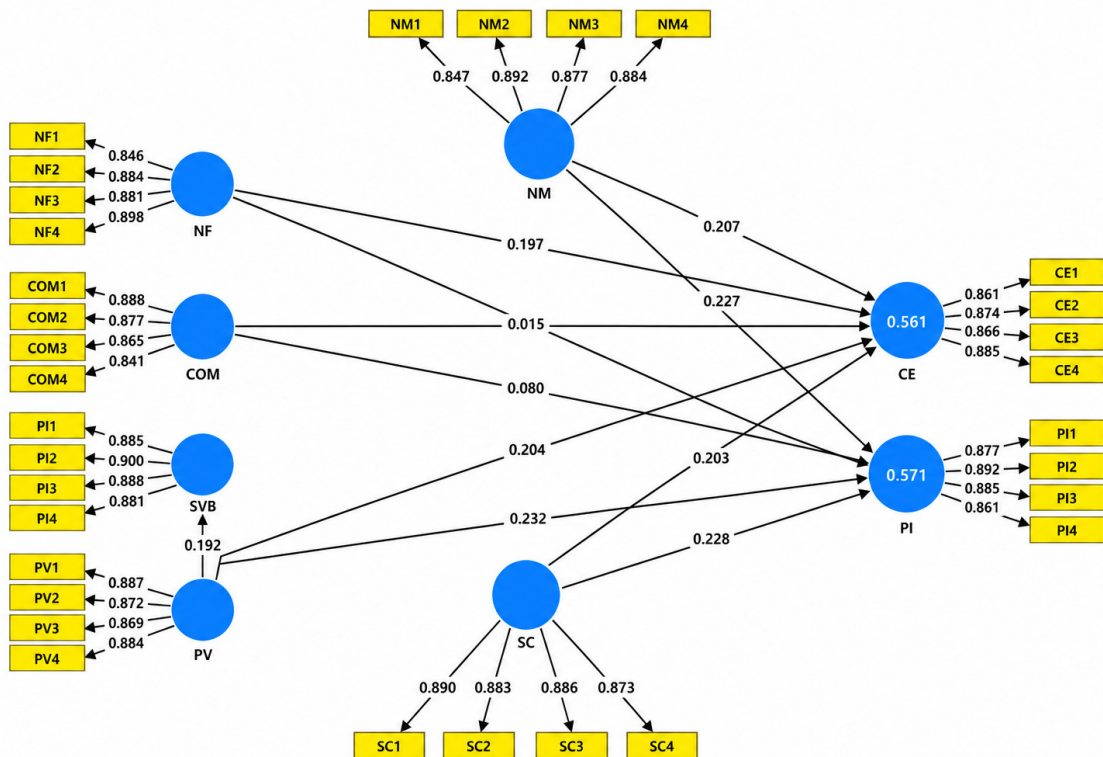 NM1 NM2 NM3 NM4
0.847 0.892 0.877 0.884
NM
NF1
NF2
NF3
NF4
0.846
0.884
0.881
0.898
NF
COM1
COM2
COM3
COM4
0.888
0.877
0.865
0.841
COM
PI1
PI2
PI3
PI4
0.885
0.900
0.888
0.881
SVB
0.192
PV1
PV2
PV3
PV4
0.887
0.872
0.869
0.884
PV
0.207
0.197
0.227
0.015
0.080
0.204
0.203
0.232
0.228
0.561
CE
0.861
0.874
0.866
0.885
CE1
CE2
CE3
CE4
0.571
PI
0.877
0.892
0.885
0.861
PI1
PI2
PI3
PI4
SC
0.890 0.883 0.886 0.873
SC1 SC2 SC3 SC4